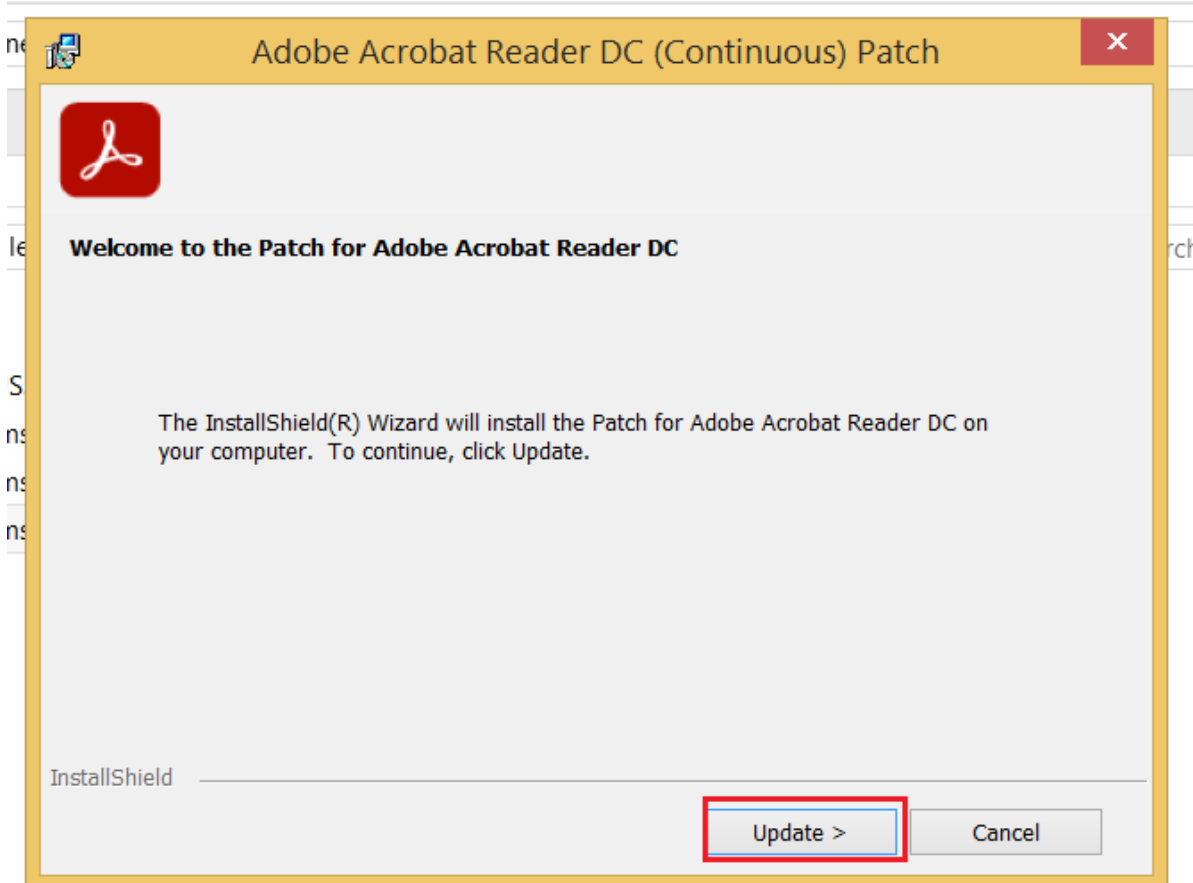 Adobe Acrobat Reader DC (Continuous) Patch
Welcome to the Patch for Adobe Acrobat Reader DC
The InstallShield(R) Wizard will install the Patch for Adobe Acrobat Reader DC on
your computer. To continue, click Update.
InstallShield
Update >
Cancel